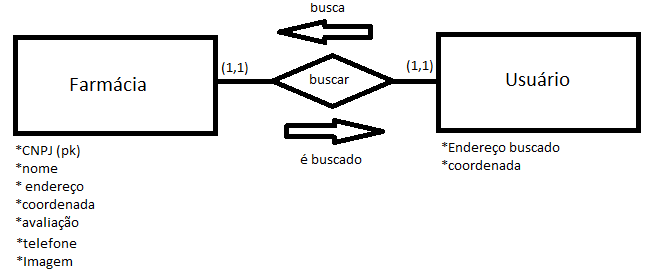 busca
Farmácia
(1,1)
buscar
(1,1)
Usuário
é buscado
*CNPJ (pk)
*nome
* endereço
*coordenada
*avaliação
*telefone
*Imagem
*Endereço buscado
*coordenada